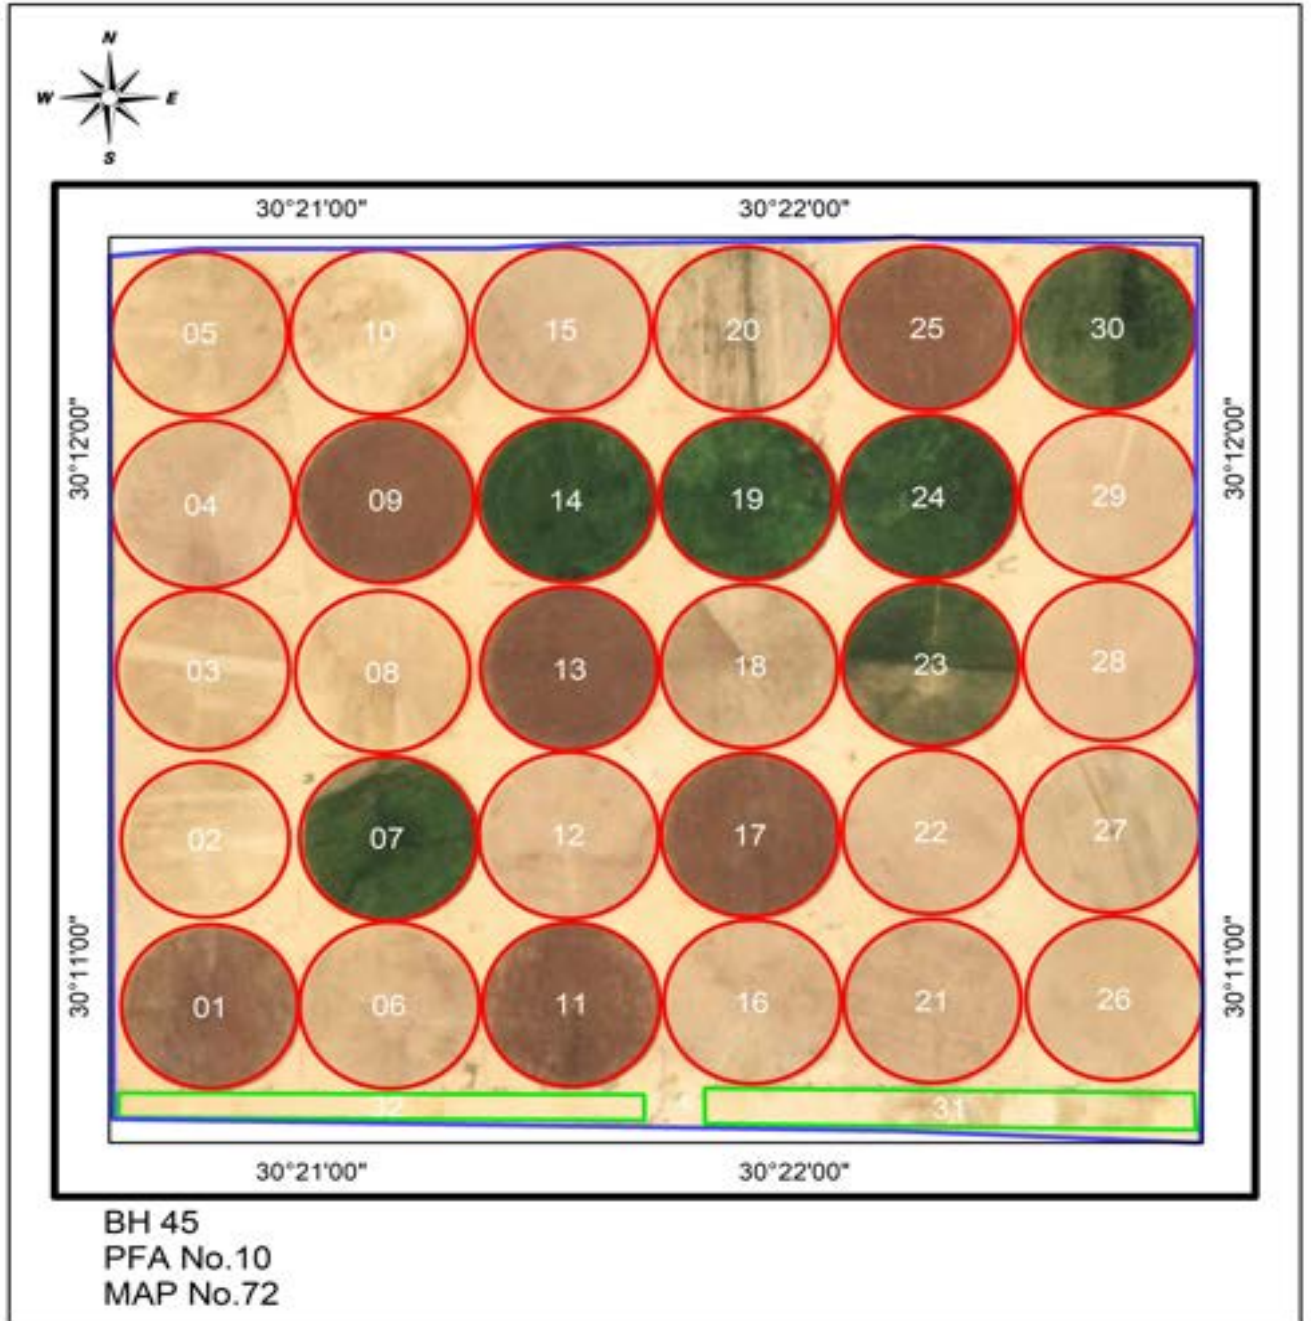 N
W E
S
30°21'00" 30°22'00"
05 10 15 20 25 30
30°12'00" 30°12'00"
04 09 14 19 24 29
03 08 13 18 23 28
02 07 12 17 22 27
30°11'00" 30°11'00"
01 06 11 16 21 26
32 31
30°21'00" 30°22'00"
BH 45
PFA No.10
MAP No.72